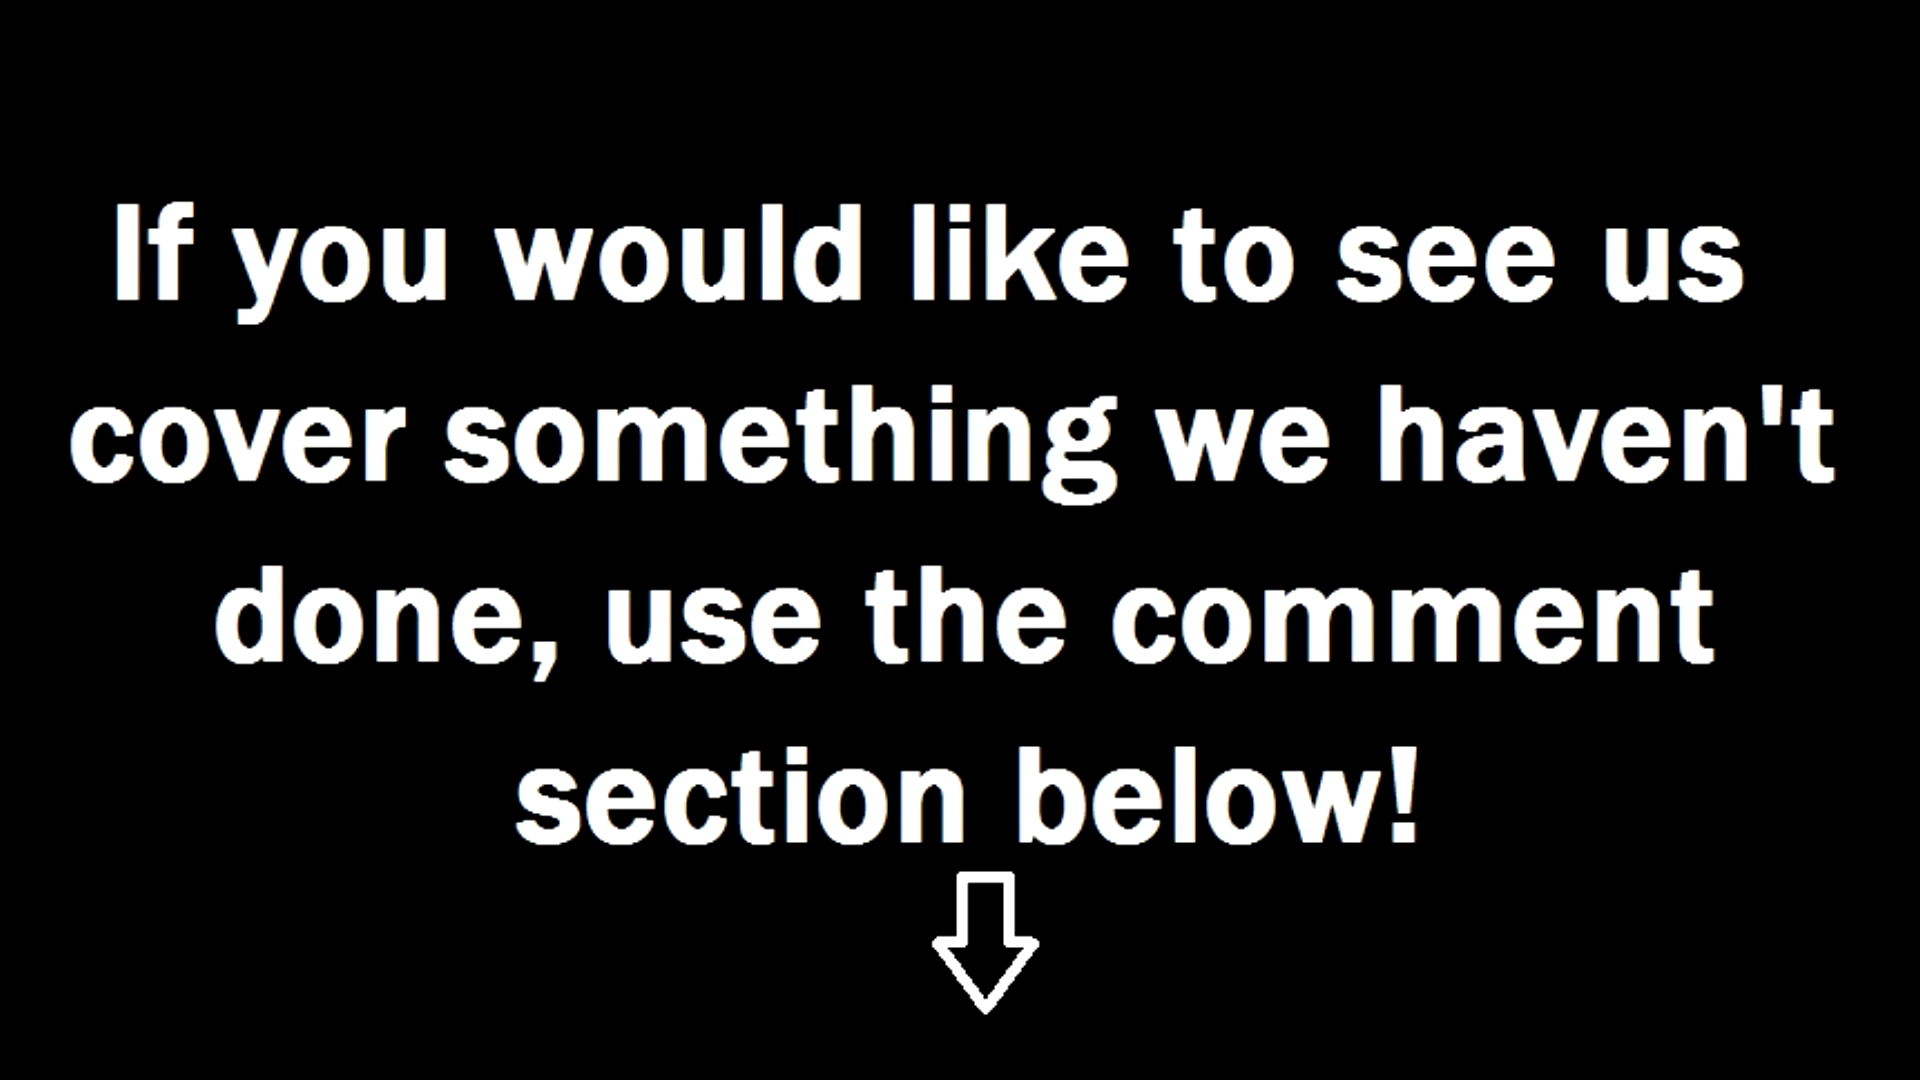 If you would like to see us
cover something we haven't
done, use the comment
section below!